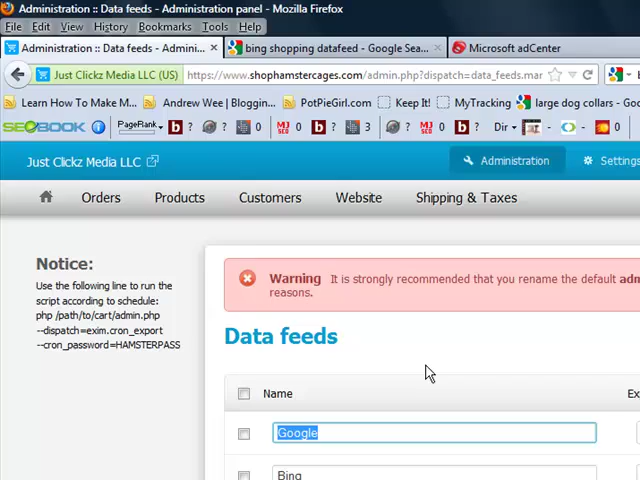 Administration :: Data feeds - Administration panel - Mozilla Firefox
File Edit View History Bookmarks Tools Help
Administration :: Data feeds - Admini... × bing shopping datafeed - Google Sea... × Microsoft adCenter
Just Clickz Media LLC (US) https://www.shophamstercages.com/admin.php?dispatch=data_feeds.mar
Learn How To Make M... Andrew Wee | Bloggin... PotPieGirl.com Keep It! MyTracking large dog collars - Go
SEOBOOK PageRank b ? ? 0 MJ SEO 0 b ? ? 3 ? MJ SEO 0 b ? Dir - 0
Just Clickz Media LLC Administration Settings
Orders Products Customers Website Shipping & Taxes
Notice:
Use the following line to run the
script according to schedule:
php /path/to/cart/admin.php
--dispatch=exim.cron_export
--cron_password=HAMSTERPASS
Warning It is strongly recommended that you rename the default adm
reasons.
Data feeds
Name Ex
Google
Bing